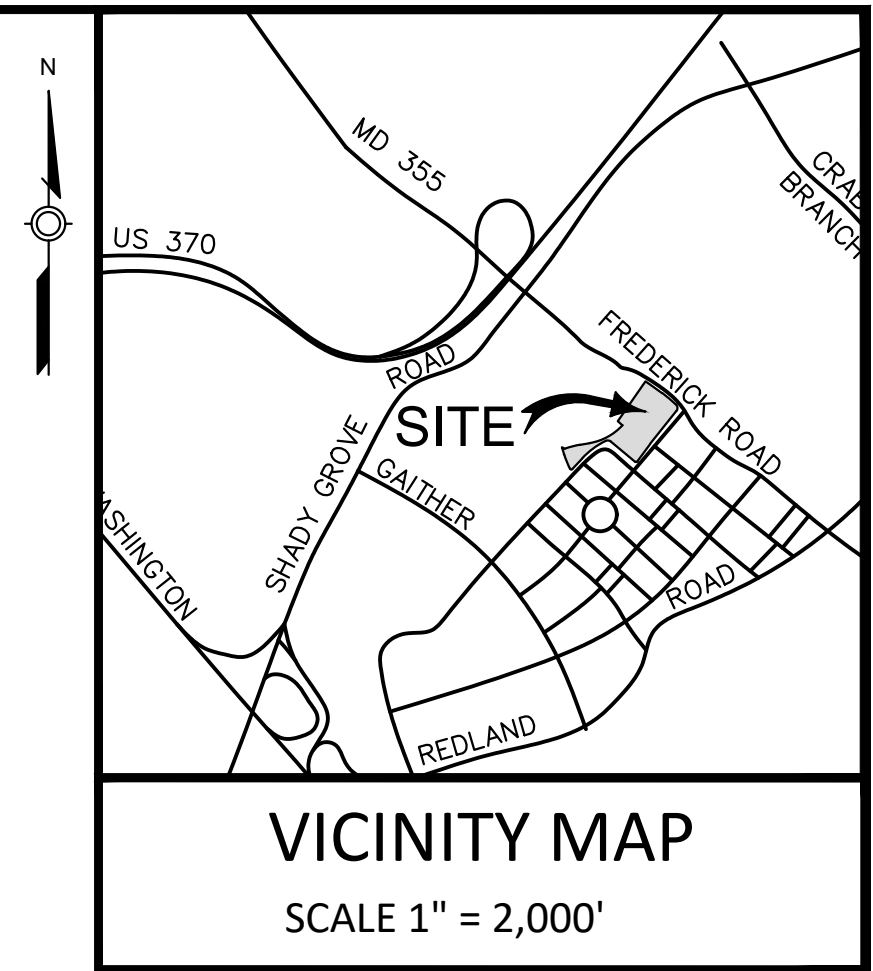 N
MD 355
CRAB
BRANCH
US 370
FREDERICK ROAD
ROAD
SITE
SHADY GROVE
GAITHER
ASHINGTON
ROAD
REDLAND
VICINITY MAP
SCALE 1" = 2,000'